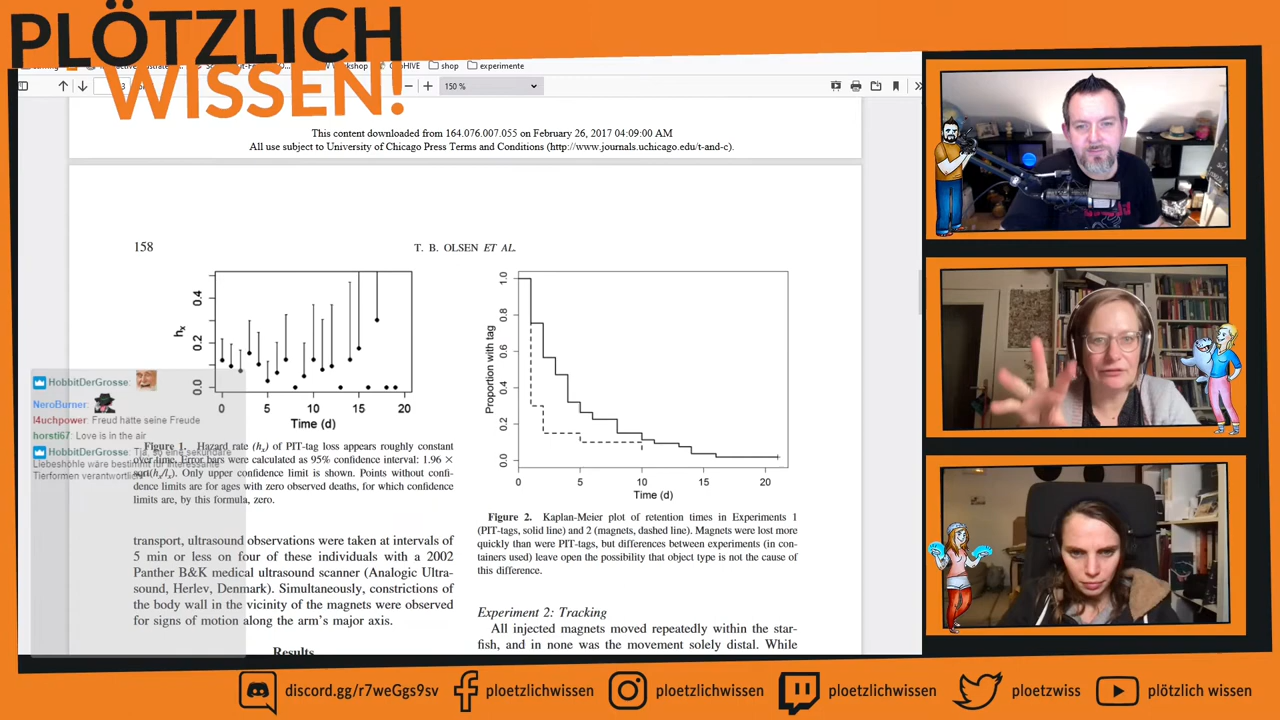 PLÖTZLICH
WISSEN!
shop
experimente
150 %
This content downloaded from 164.076.007.055 on February 26, 2017 04:09:00 AM
All use subject to University of Chicago Press Terms and Conditions (http://www.journals.uchicago.edu/t-and-c).
158
T. B. OLSEN ET AL.
hx
0.4
0.2
0.0
0 5 10 15 20
Time (d)
Proportion with tag
1.0
0.8
0.6
0.4
0.2
0.0
0 5 10 15 20
Time (d)
HobbitDerGrosse:
NeroBurner:
l4uchpower: Freud hätte seine Freude
horsti67: Love is in the air
HobbitDerGrosse: Tja, so eine sekundäre
Liebeshöhle wäre bestimmt für interessante
Tierformen verantwortlich
Figure 1. Hazard rate (hx) of PIT-tag loss appears roughly constant
over time. Error bars were calculated as 95% confidence interval: 1.96 ×
sqrt(hx/lx). Only upper confidence limit is shown. Points without confi-
dence limits are for ages with zero observed deaths, for which confidence
limits are, by this formula, zero.
transport, ultrasound observations were taken at intervals of
5 min or less on four of these individuals with a 2002
Panther B&K medical ultrasound scanner (Analogic Ultra-
sound, Herlev, Denmark). Simultaneously, constrictions of
the body wall in the vicinity of the magnets were observed
for signs of motion along the arm's major axis.
Results
Figure 2. Kaplan-Meier plot of retention times in Experiments 1
(PIT-tags, solid line) and 2 (magnets, dashed line). Magnets were lost more
quickly than were PIT-tags, but differences between experiments (in con-
tainers used) leave open the possibility that object type is not the cause of
this difference.
Experiment 2: Tracking
All injected magnets moved repeatedly within the star-
fish, and in none was the movement solely distal. While
discord.gg/r7weGgs9sv
ploetzlichwissen
ploetzlichwissen
ploetzlichwissen
ploetzwiss
plötzlich wissen